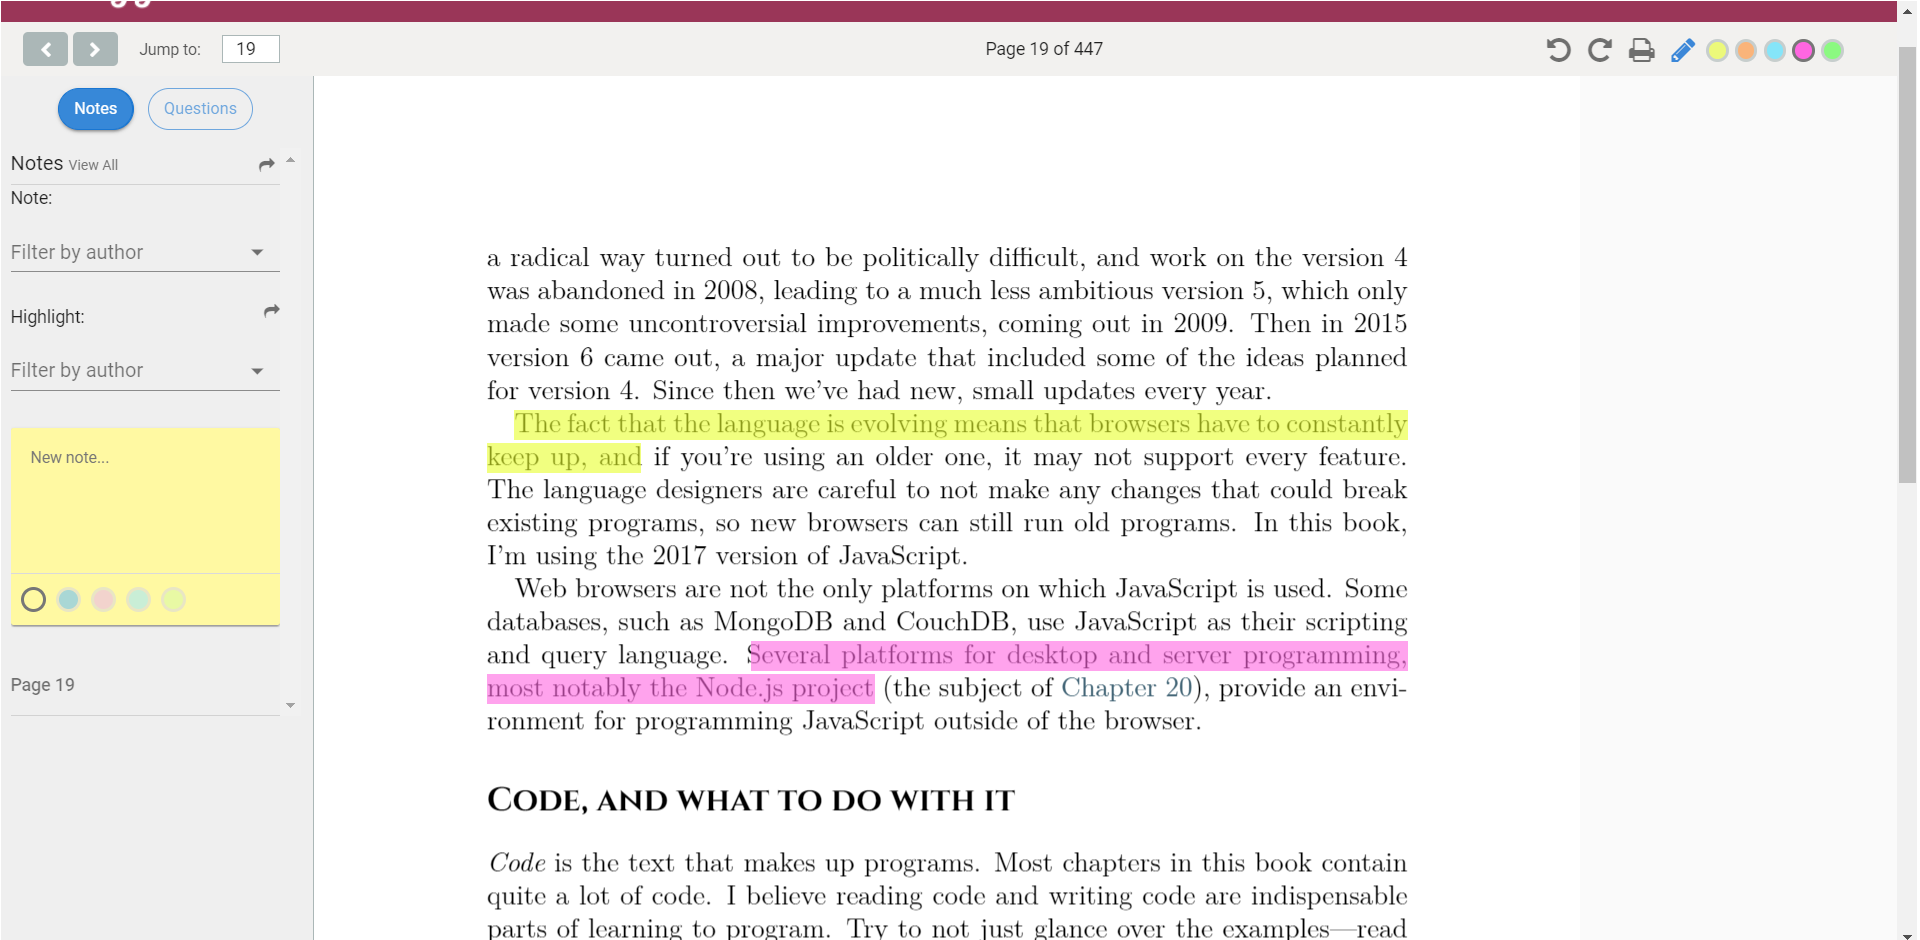 Jump to:
19
Page 19 of 447
Notes
Questions
Notes View All
Note:
Filter by author
Highlight:
Filter by author
New note...
Page 19
a radical way turned out to be politically difficult, and work on the version 4
was abandoned in 2008, leading to a much less ambitious version 5, which only
made some uncontroversial improvements, coming out in 2009. Then in 2015
version 6 came out, a major update that included some of the ideas planned
for version 4. Since then we've had new, small updates every year.
The fact that the language is evolving means that browsers have to constantly
keep up, and if you're using an older one, it may not support every feature.
The language designers are careful to not make any changes that could break
existing programs, so new browsers can still run old programs. In this book,
I'm using the 2017 version of JavaScript.
Web browsers are not the only platforms on which JavaScript is used. Some
databases, such as MongoDB and CouchDB, use JavaScript as their scripting
and query language. Several platforms for desktop and server programming,
most notably the Node.js project (the subject of Chapter 20), provide an envi-
ronment for programming JavaScript outside of the browser.
Code, and what to do with it
Code is the text that makes up programs. Most chapters in this book contain
quite a lot of code. I believe reading code and writing code are indispensable
parts of learning to program. Try to not just glance over the examples—read